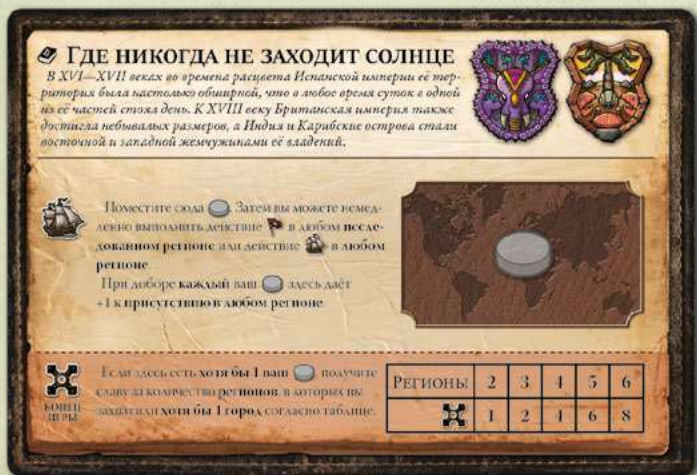 ГДЕ НИКОГДА НЕ ЗАХОДИТ СОЛНЦЕ
В XVI—XVII веках во времена расцвета Испанской империи её тер-
ритория была настолько обширной, что в любое время суток в одной
из её частей стоял день. К XVIII веку Британская империя также
достигла небывалых размеров, а Индия и Карибские острова стали
восточной и западной жемчужинами её владений.
Поместите сюда . Затем вы можете немед-
ленно выполнить действие в любом иссле-
дованном регионе или действие в любом
регионе.
При доборе каждый ваш здесь даёт
+1 к присутствию в любом регионе.
Если здесь есть хотя бы 1 ваш , получите
славу за количество регионов, в которых вы
захватили хотя бы 1 город согласно таблице.
КОНЕЦ
ИГРЫ
РЕГИОНЫ 2 3 4 5 6
1 2 4 6 8